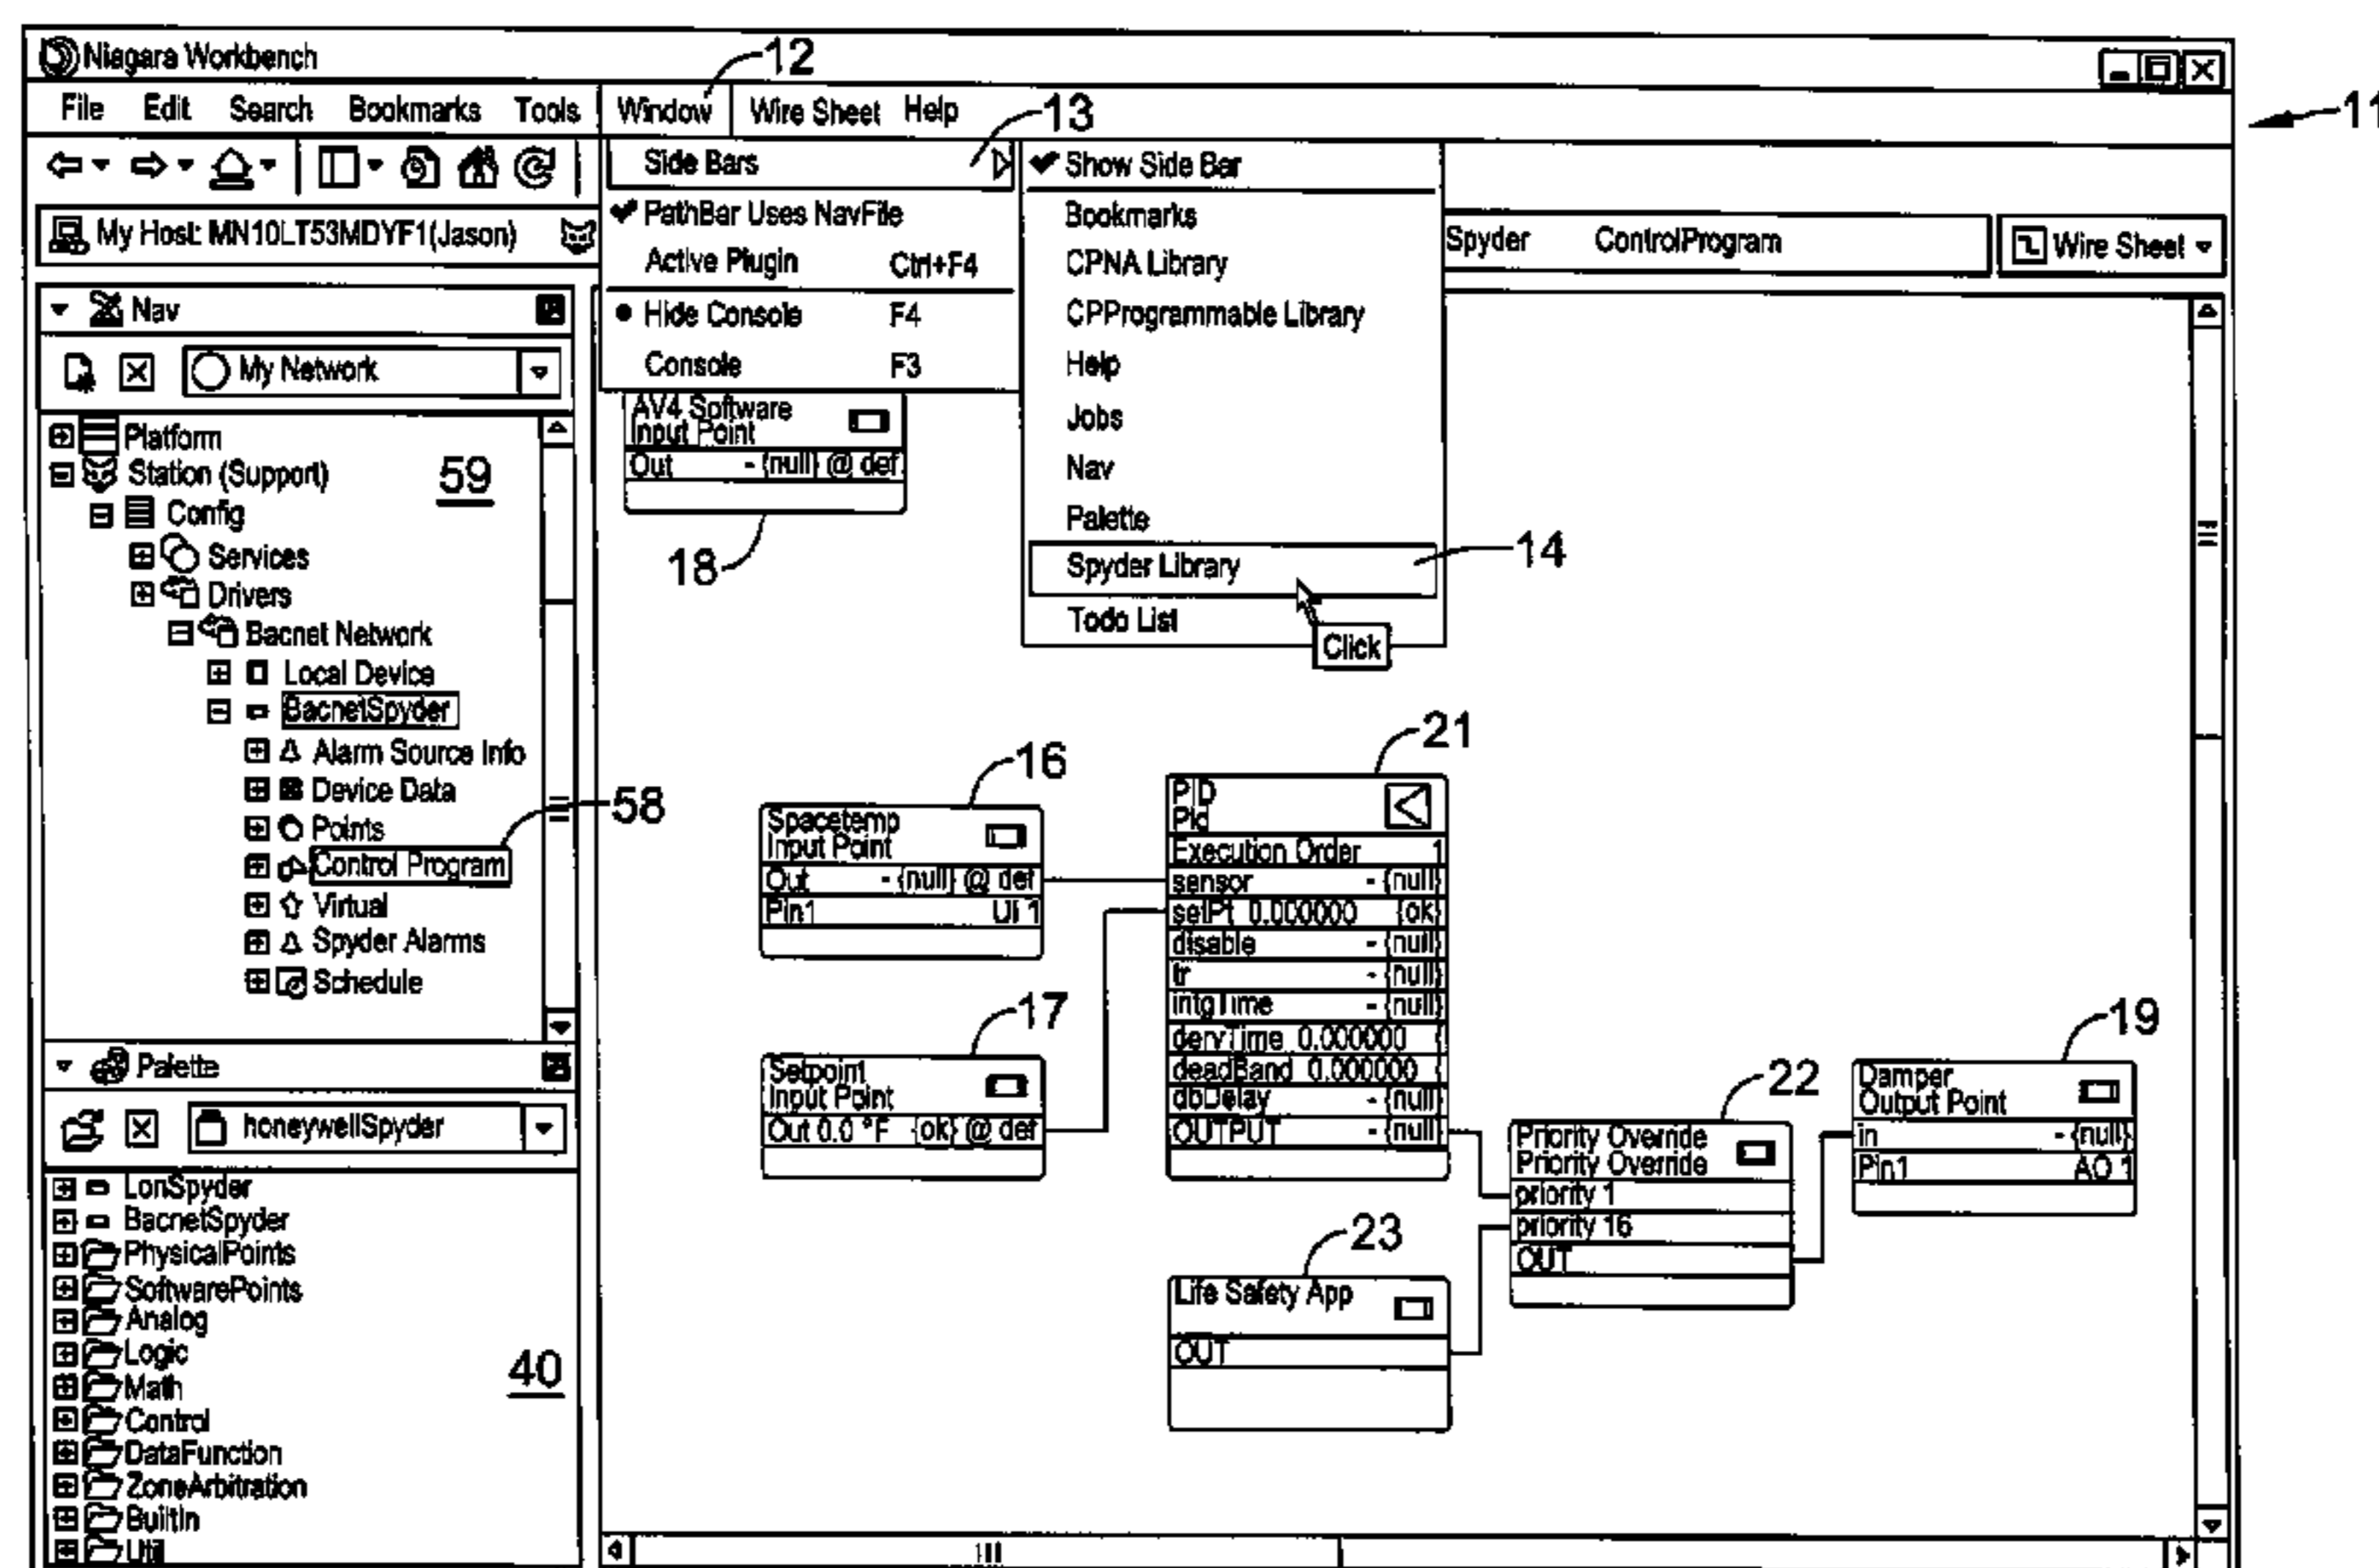 Niagara Workbench
12
File Edit Search Bookmarks Tools Window Wire Sheet Help
13
11
Side Bars
Show Side Bar
PathBar Uses NavFile
Bookmarks
My Host: MN10LT53MDYF1(Jason)
Active Plugin Ctrl+F4
CPNA Library
Spyder ControlProgram
Wire Sheet
Nav
Hide Console F4
CPProgrammable Library
My Network
Console F3
Help
Jobs
Nav
Palette
Spyder Library
14
Todo List
Click
Platform
Station (Support)
59
Config
Services
Drivers
Bacnet Network
Local Device
BacnetSpyder
Alarm Source Info
Device Data
Points
58
Control Program
Virtual
Spyder Alarms
Schedule
AV4 Software
Input Point
Out - {null} @ def
18
16
Spacetemp
Input Point
Out - {null} @ def
Pin1 UI 1
17
Setpoint
Input Point
Out 0.0 °F {ok} @ def
21
PID
Pid
Execution Order 1
sensor - {null}
setPt 0.000000 {ok}
disable - {null}
tr - {null}
intgTime - {null}
dervTime 0.000000 {
deadBand 0.000000 {
dbDelay - {null}
OUTPUT - {null}
22
Priority Override
Priority Override
priority 1
priority 16
OUT
19
Damper
Output Point
in - {null}
Pin1 AO 1
23
Life Safety App
OUT
Palette
honeywellSpyder
LonSpyder
BacnetSpyder
PhysicalPoints
SoftwarePoints
Analog
Logic
Math
40
Control
DataFunction
ZoneArbitration
BuiltIn
Util